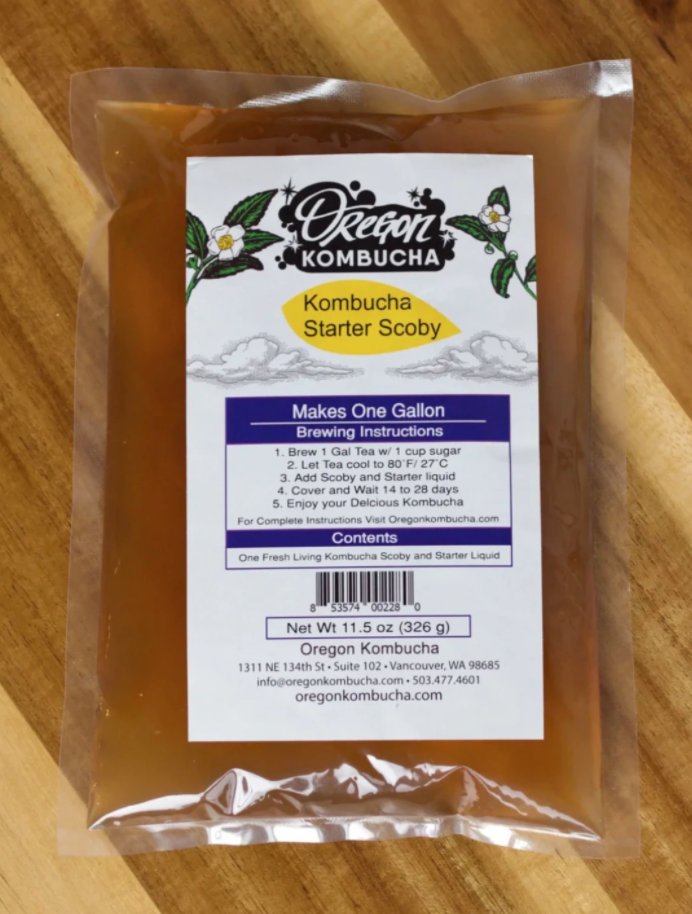 Oregon
KOMBUCHA
Kombucha
Starter Scoby
Makes One Gallon
Brewing Instructions
1. Brew 1 Gal Tea w/ 1 cup sugar
2. Let Tea cool to 80°F/ 27°C
3. Add Scoby and Starter liquid
4. Cover and Wait 14 to 28 days
5. Enjoy your Delcious Kombucha
For Complete Instructions Visit Oregonkombucha.com
Contents
One Fresh Living Kombucha Scoby and Starter Liquid
8 53574 00228 0
Net Wt 11.5 oz (326 g)
Oregon Kombucha
1311 NE 134th St • Suite 102 • Vancouver, WA 98685
info@oregonkombucha.com • 503.477.4601
oregonkombucha.com